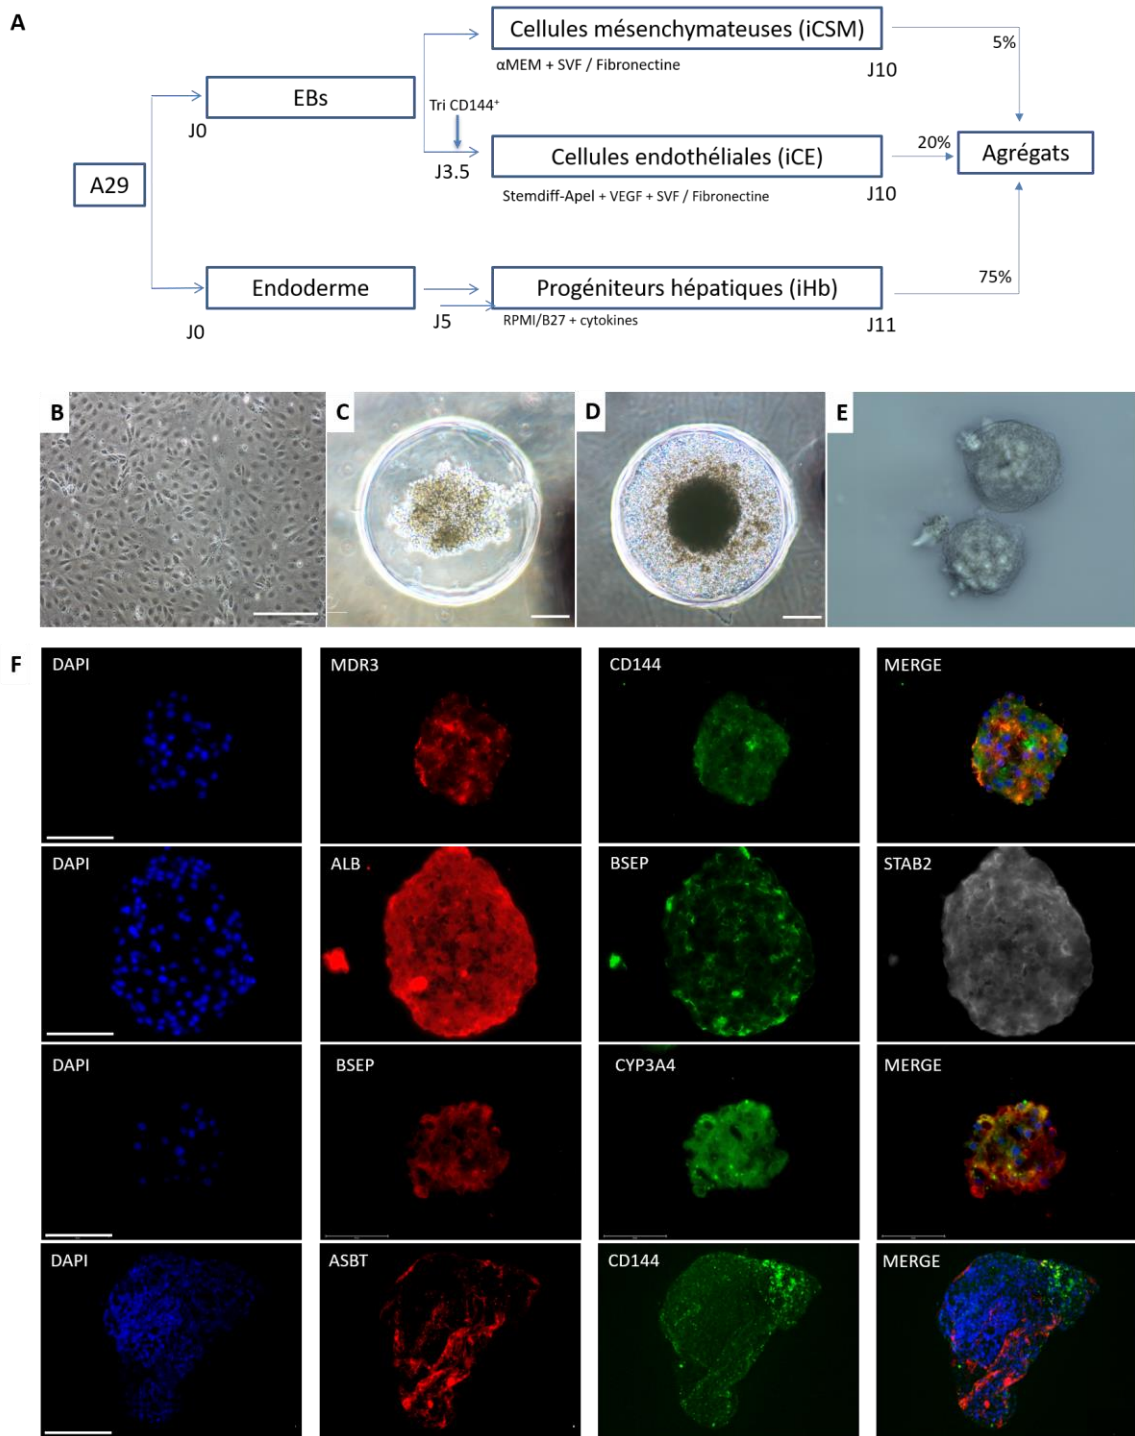 A
Cellules mésenchymateuses (iCSM)
αMEM + SVF / Fibronectine
J10
5%
EBs
J0
Tri CD144⁺
J3.5
Cellules endothéliales (iCE)
Stemdiff-Apel + VEGF + SVF / Fibronectine
J10
20%
Agrégats
A29
Endoderme
J0
J5
Progéniteurs hépatiques (iHb)
RPMI/B27 + cytokines
J11
75%
B
C
D
E
F
DAPI
MDR3
CD144
MERGE
DAPI
ALB
BSEP
STAB2
DAPI
BSEP
CYP3A4
MERGE
DAPI
ASBT
CD144
MERGE